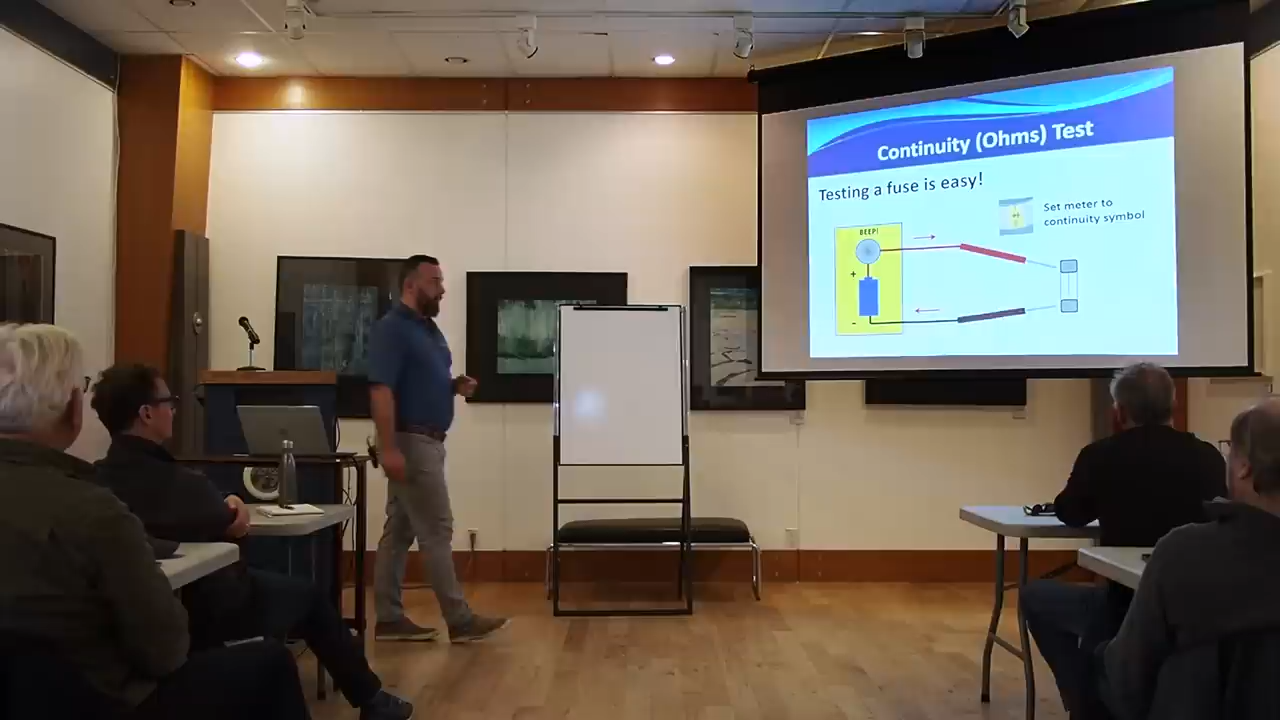 Continuity (Ohms) Test
Testing a fuse is easy!
Set meter to
continuity symbol
BEEP!
+
-